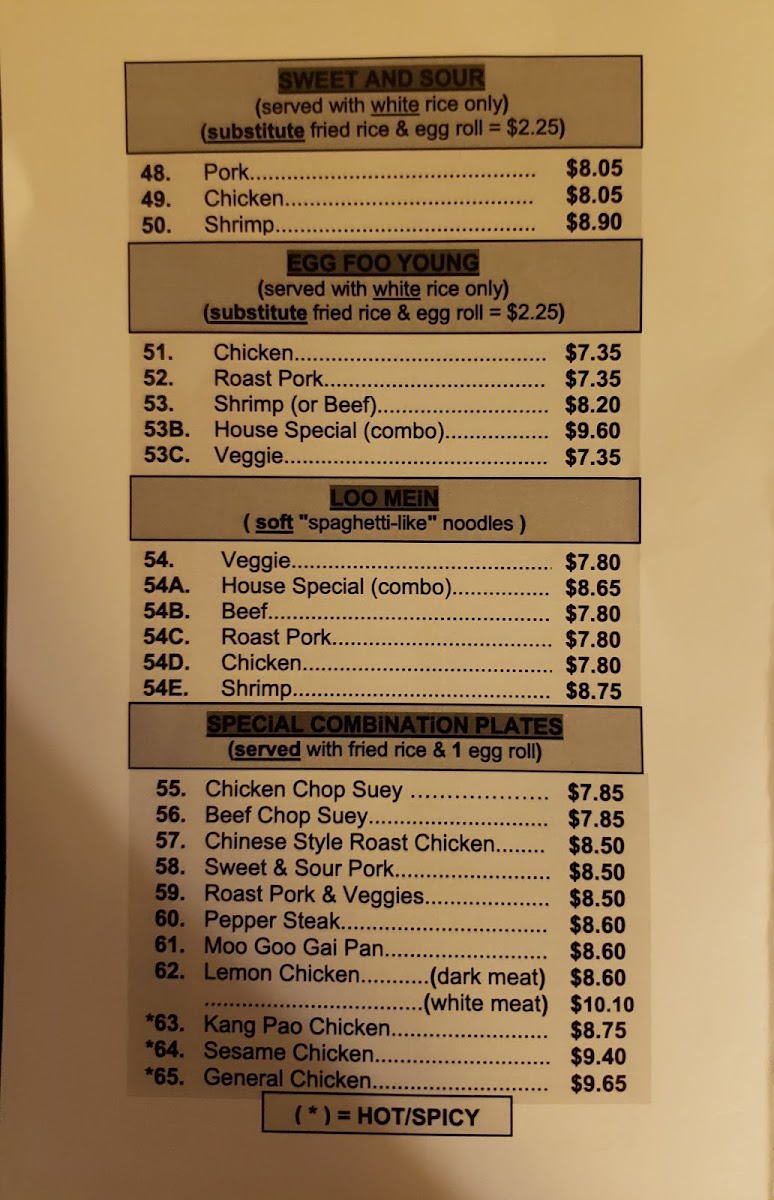 SWEET AND SOUR
(served with white rice only)
(substitute fried rice & egg roll = $2.25)
48. Pork.......................................... $8.05
49. Chicken..................................... $8.05
50. Shrimp....................................... $8.90
EGG FOO YOUNG
(served with white rice only)
(substitute fried rice & egg roll = $2.25)
51. Chicken...................................... $7.35
52. Roast Pork................................. $7.35
53. Shrimp (or Beef)......................... $8.20
53B. House Special (combo)............... $9.60
53C. Veggie....................................... $7.35
LOO MEiN
( soft "spaghetti-like" noodles )
54. Veggie....................................... $7.80
54A. House Special (combo).............. $8.65
54B. Beef.......................................... $7.80
54C. Roast Pork................................ $7.80
54D. Chicken..................................... $7.80
54E. Shrimp...................................... $8.75
SPECiAL COMBiNATiON PLATES
(served with fried rice & 1 egg roll)
55. Chicken Chop Suey .................... $7.85
56. Beef Chop Suey.......................... $7.85
57. Chinese Style Roast Chicken....... $8.50
58. Sweet & Sour Pork...................... $8.50
59. Roast Pork & Veggies.................. $8.50
60. Pepper Steak.............................. $8.60
61. Moo Goo Gai Pan........................ $8.60
62. Lemon Chicken..........(dark meat) $8.60
................................(white meat) $10.10
*63. Kang Pao Chicken....................... $8.75
*64. Sesame Chicken......................... $9.40
*65. General Chicken.......................... $9.65
( * ) = HOT/SPICY